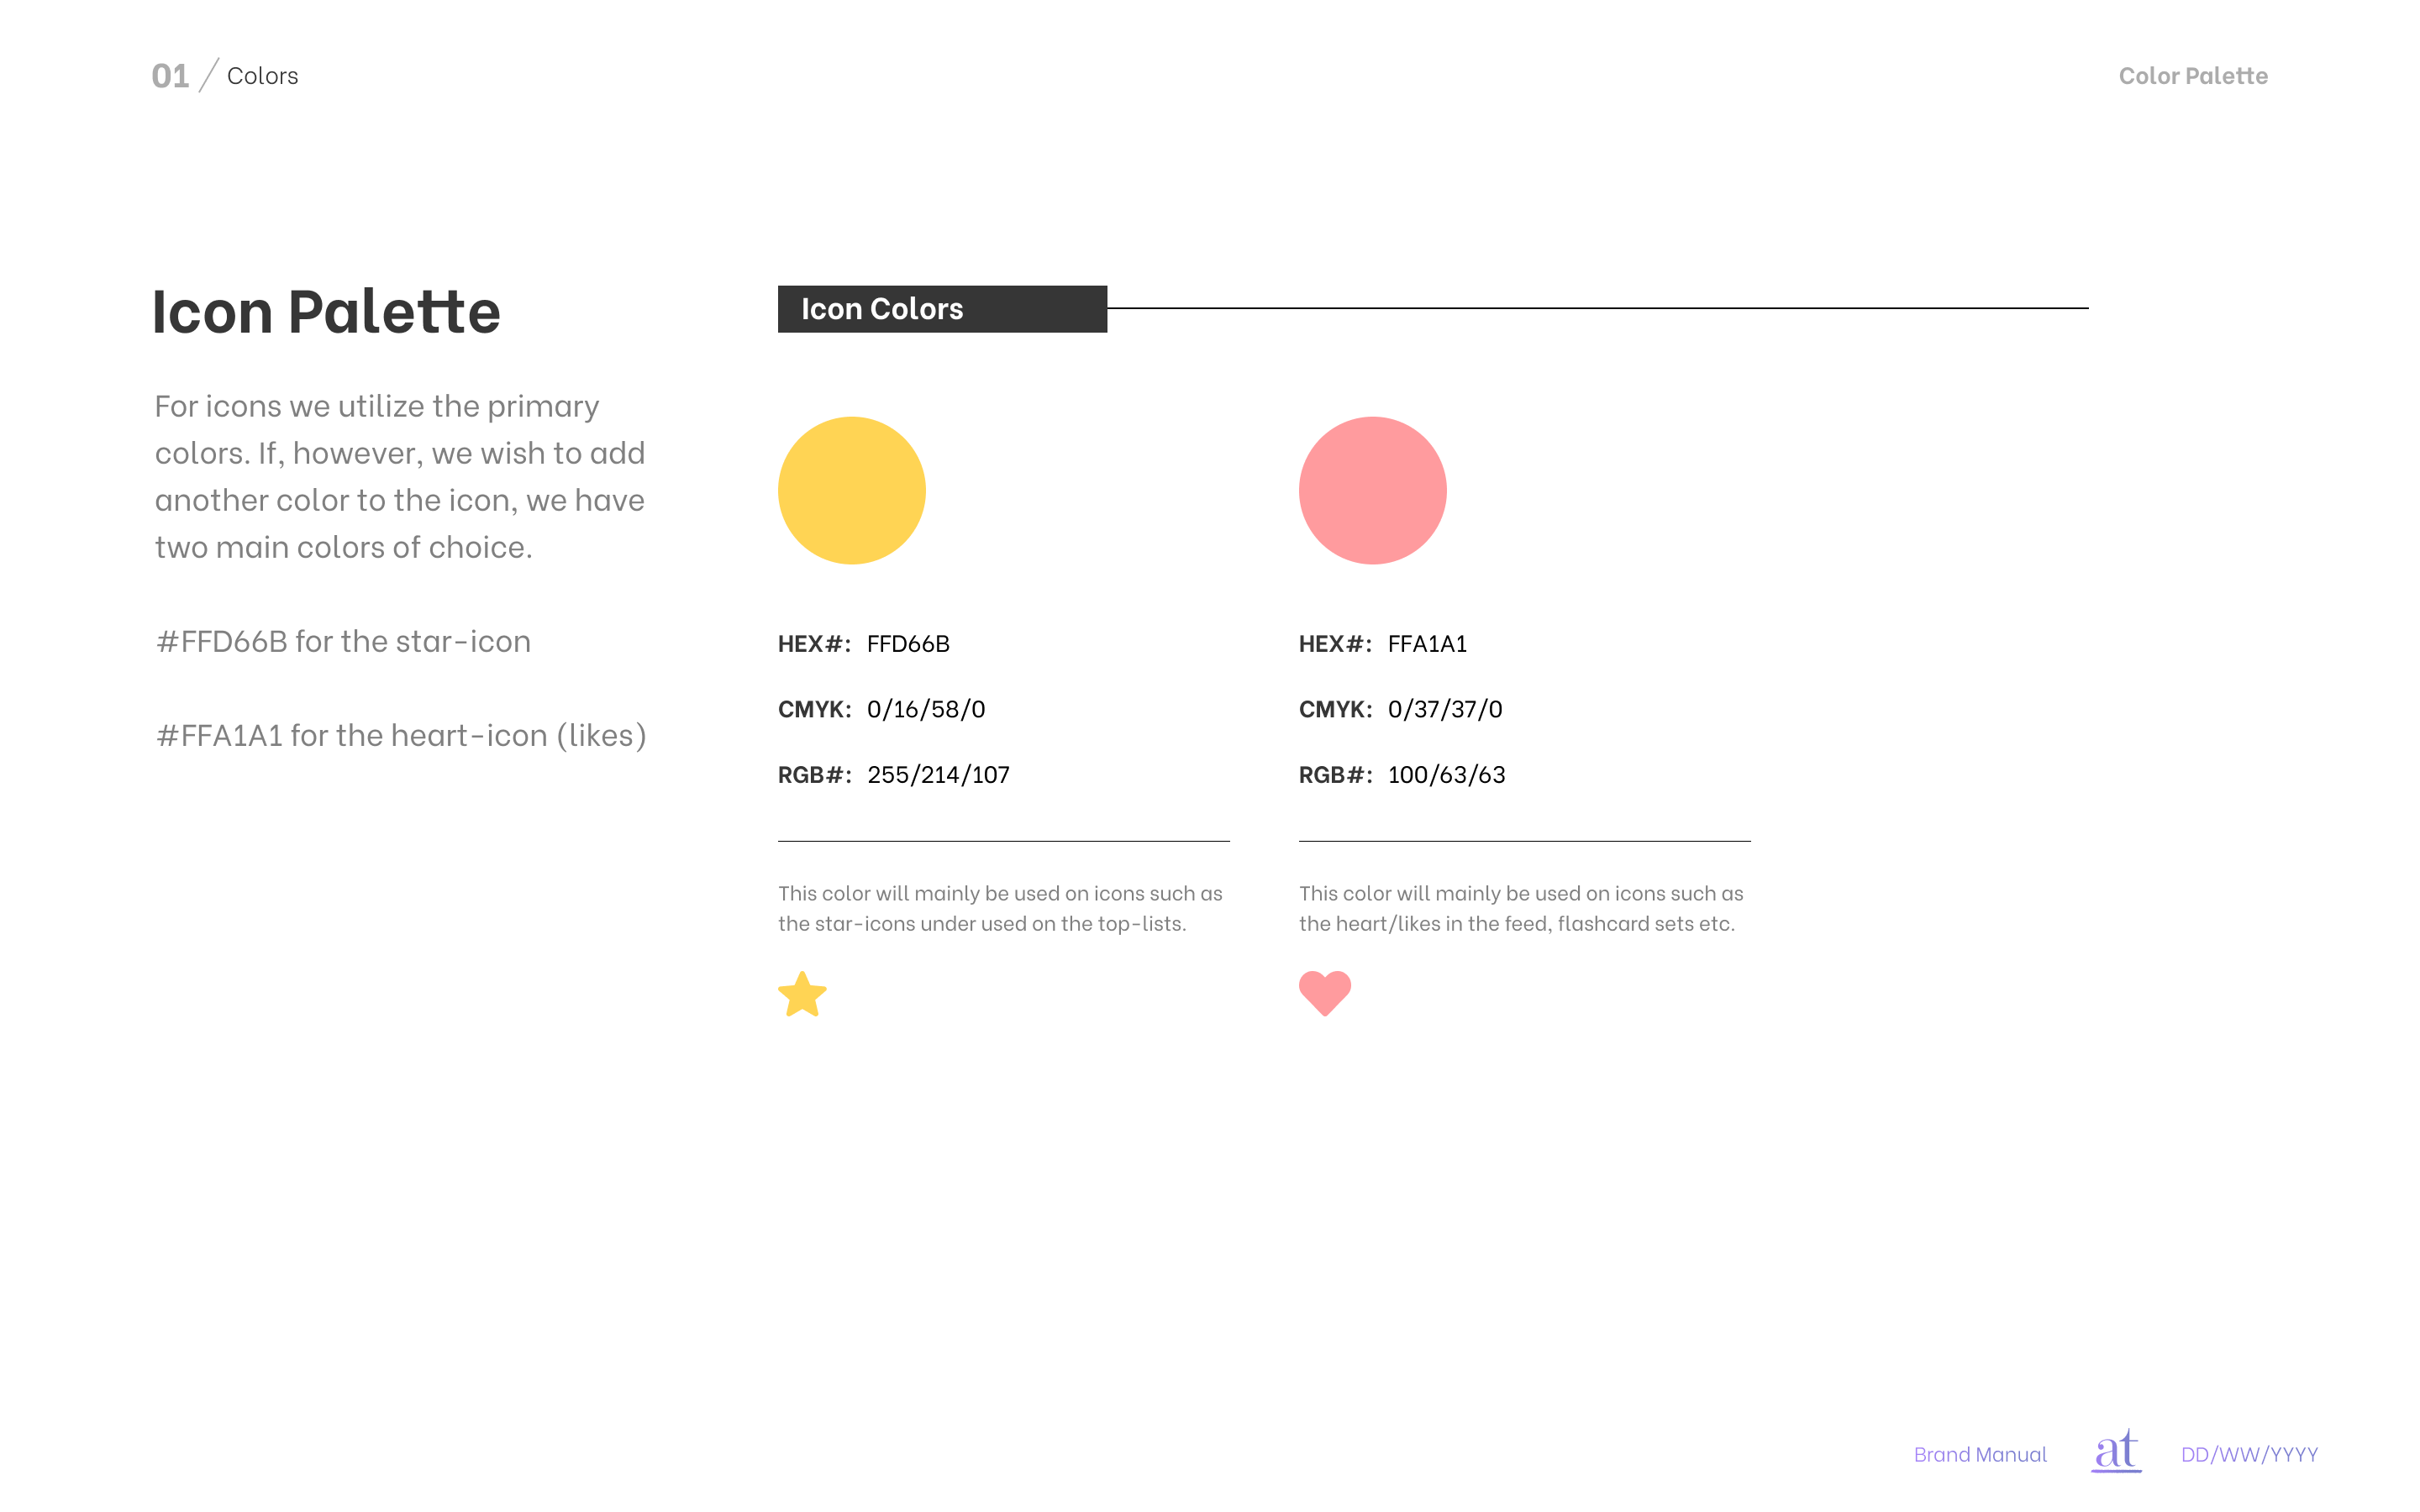 01 / Colors
Color Palette
Icon Palette
For icons we utilize the primary
colors. If, however, we wish to add
another color to the icon, we have
two main colors of choice.
#FFD66B for the star-icon
#FFA1A1 for the heart-icon (likes)
Icon Colors
HEX#: FFD66B
CMYK: 0/16/58/0
RGB#: 255/214/107
This color will mainly be used on icons such as
the star-icons under used on the top-lists.
HEX#: FFA1A1
CMYK: 0/37/37/0
RGB#: 100/63/63
This color will mainly be used on icons such as
the heart/likes in the feed, flashcard sets etc.
Brand Manual
at
DD/WW/YYYY